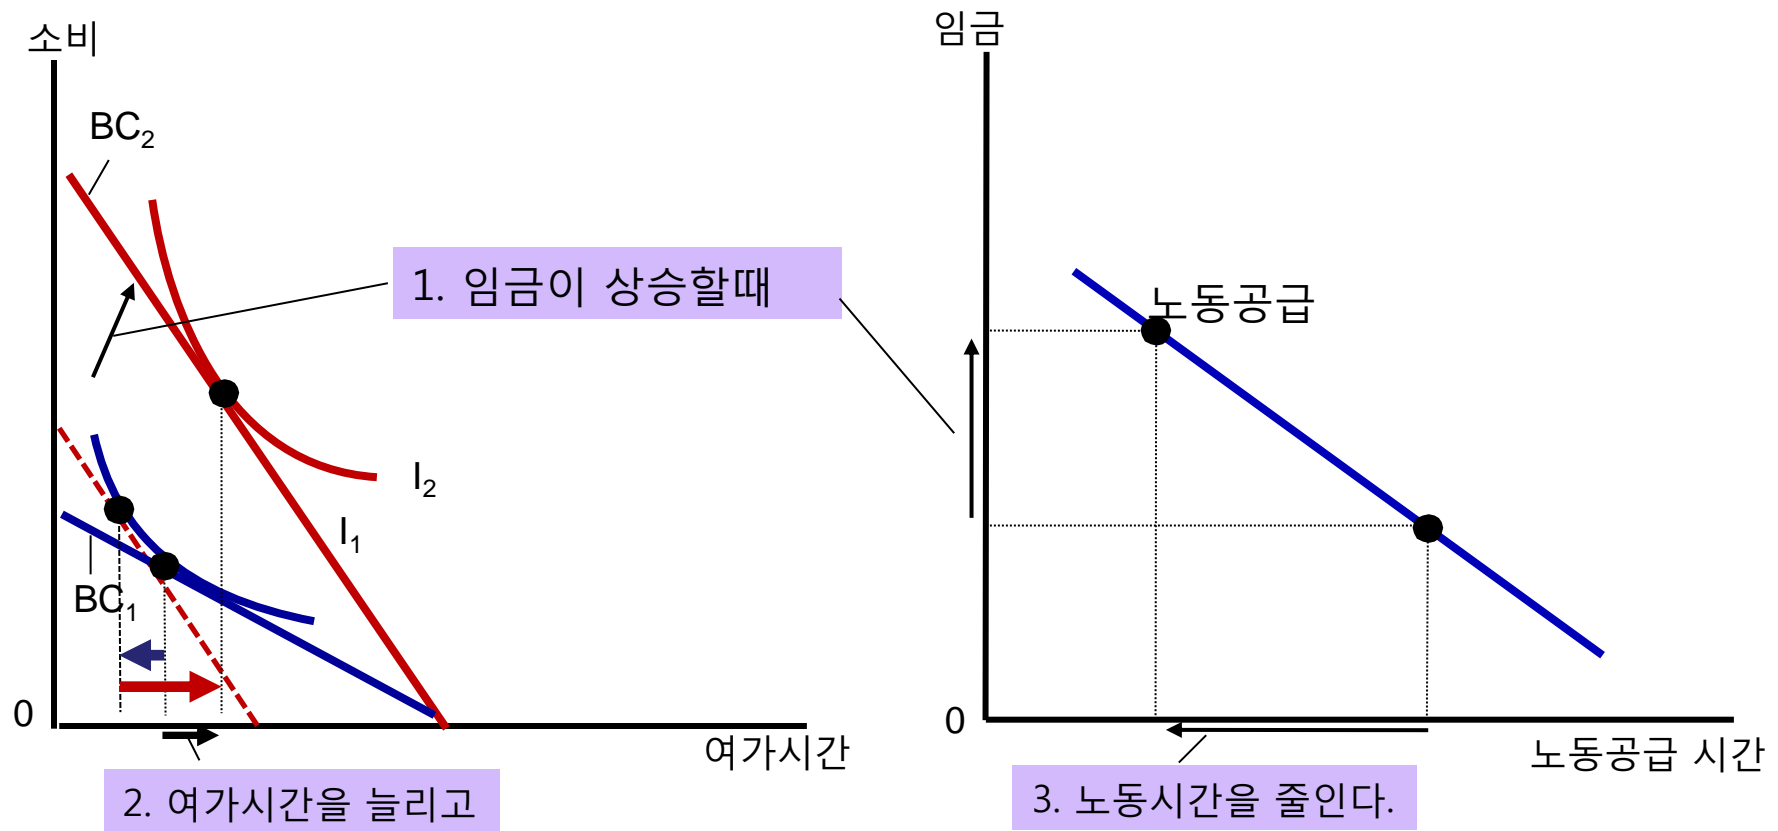 소비
임금
BC2
1. 임금이 상승할때
노동공급
I2
I1
BC1
0
0
여가시간
노동공급 시간
2. 여가시간을 늘리고
3. 노동시간을 줄인다.